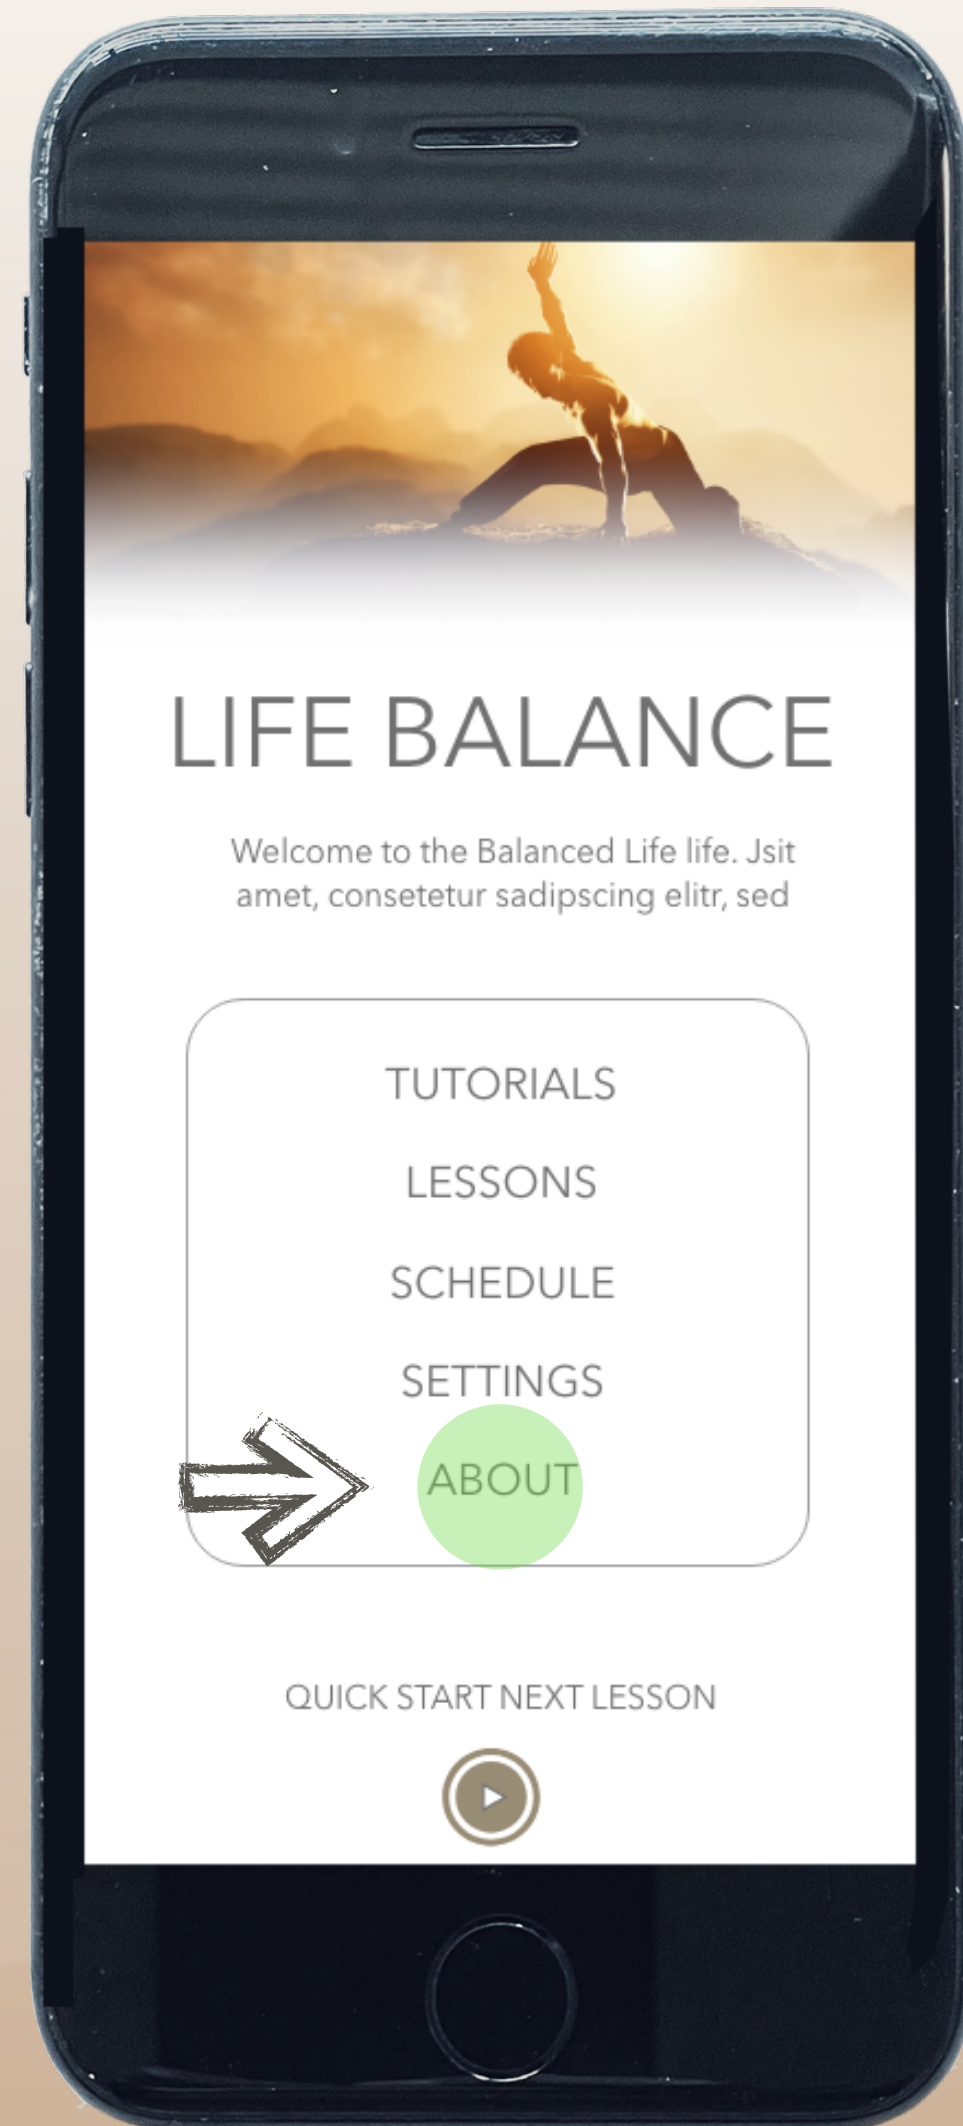 LIFE BALANCE
Welcome to the Balanced Life life. Jsit
amet, consetetur sadipscing elitr, sed
TUTORIALS
LESSONS
SCHEDULE
SETTINGS
ABOUT
QUICK START NEXT LESSON